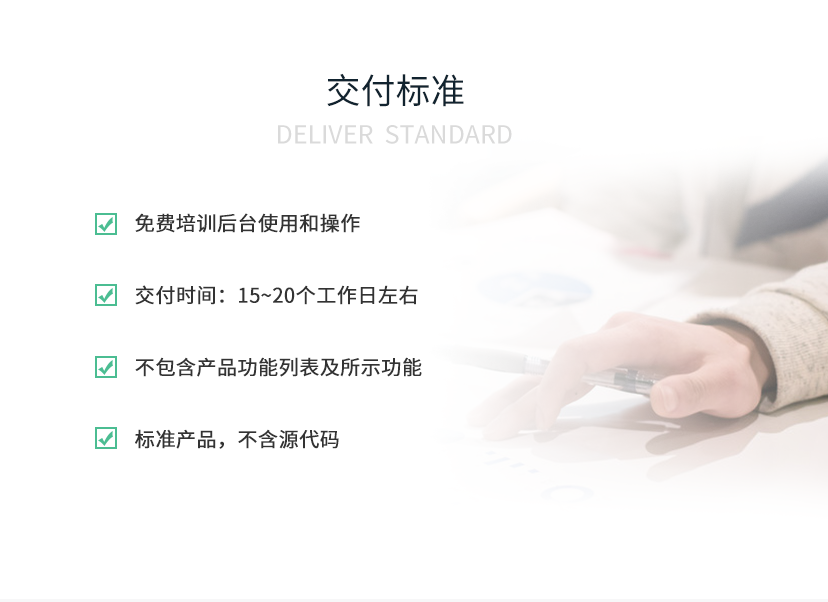 交付标准
DELIVER STANDARD
免费培训后台使用和操作
交付时间：15~20个工作日左右
不包含产品功能列表及所示功能
标准产品，不含源代码